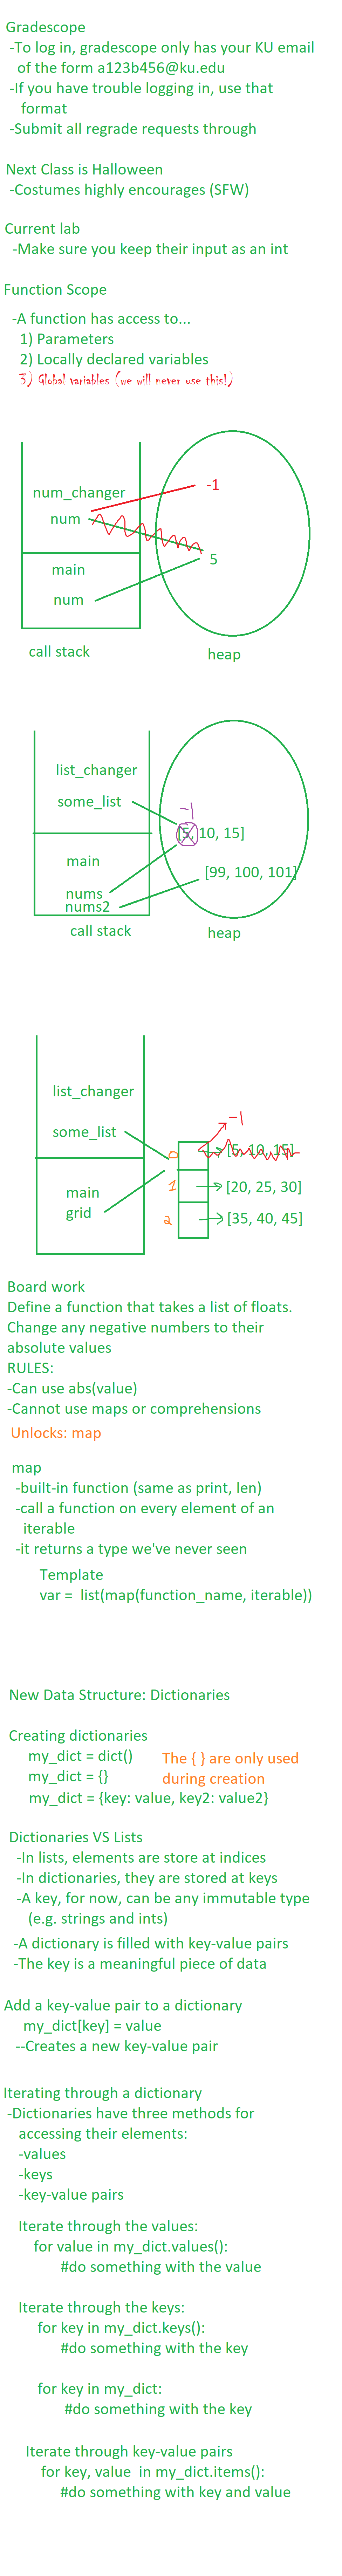 Gradescope
-To log in, gradescope only has your KU email
of the form a123b456@ku.edu
-If you have trouble logging in, use that
format
-Submit all regrade requests through
Next Class is Halloween
-Costumes highly encourages (SFW)
Current lab
-Make sure you keep their input as an int
Function Scope
-A function has access to...
1) Parameters
2) Locally declared variables
3) Global variables (we will never use this!)
num_changer
num
-1
5
main
num
call stack
heap
list_changer
some_list
-1
[5, 10, 15]
main
[99, 100, 101]
nums
nums2
call stack
heap
list_changer
some_list
-1
0
[5, 10, 15]
main
grid
1
[20, 25, 30]
2
[35, 40, 45]
Board work
Define a function that takes a list of floats.
Change any negative numbers to their
absolute values
RULES:
-Can use abs(value)
-Cannot use maps or comprehensions
Unlocks: map
map
-built-in function (same as print, len)
-call a function on every element of an
iterable
-it returns a type we've never seen
Template
var = list(map(function_name, iterable))
New Data Structure: Dictionaries
Creating dictionaries
my_dict = dict()
my_dict = {}
The { } are only used
during creation
my_dict = {key: value, key2: value2}
Dictionaries VS Lists
-In lists, elements are store at indices
-In dictionaries, they are stored at keys
-A key, for now, can be any immutable type
(e.g. strings and ints)
-A dictionary is filled with key-value pairs
-The key is a meaningful piece of data
Add a key-value pair to a dictionary
my_dict[key] = value
--Creates a new key-value pair
Iterating through a dictionary
-Dictionaries have three methods for
accessing their elements:
-values
-keys
-key-value pairs
Iterate through the values:
for value in my_dict.values():
#do something with the value
Iterate through the keys:
for key in my_dict.keys():
#do something with the key
for key in my_dict:
#do something with the key
Iterate through key-value pairs
for key, value in my_dict.items():
#do something with key and value